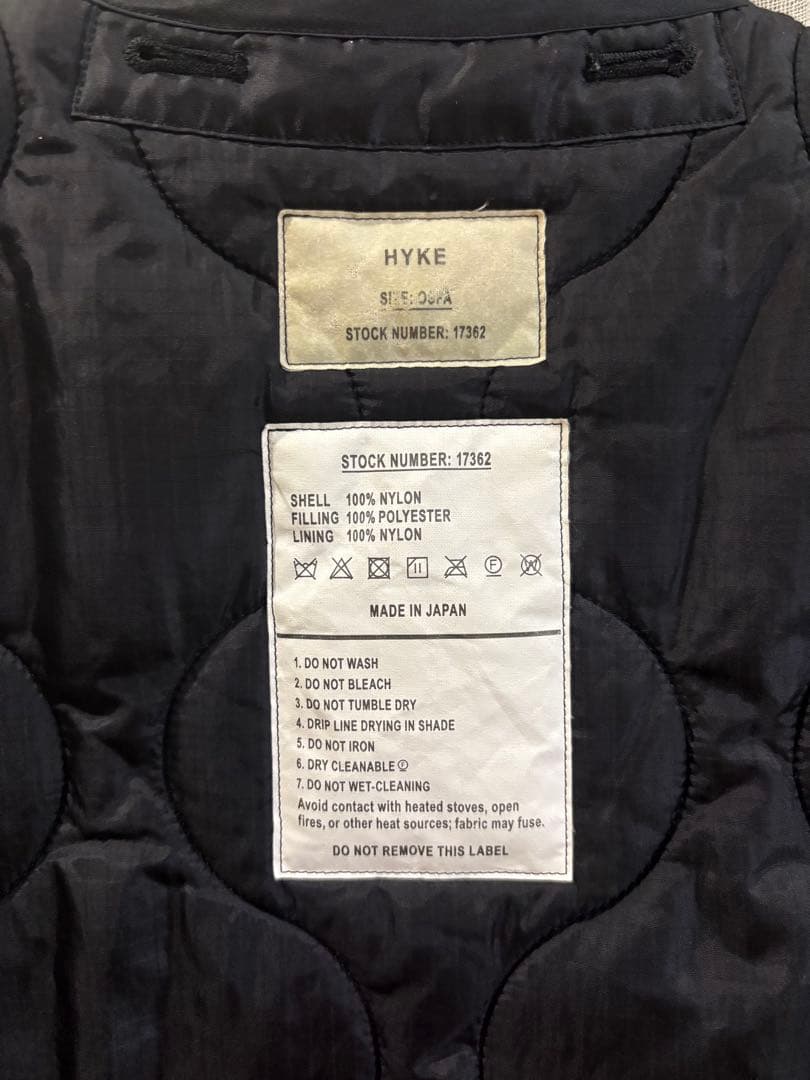 HYKE
SIZE: OSFA
STOCK NUMBER: 17362
STOCK NUMBER: 17362
SHELL 100% NYLON
FILLING 100% POLYESTER
LINING 100% NYLON
F W
MADE IN JAPAN
1. DO NOT WASH
2. DO NOT BLEACH
3. DO NOT TUMBLE DRY
4. DRIP LINE DRYING IN SHADE
5. DO NOT IRON
6. DRY CLEANABLE Ⓕ
7. DO NOT WET-CLEANING
Avoid contact with heated stoves, open
fires, or other heat sources; fabric may fuse.
DO NOT REMOVE THIS LABEL